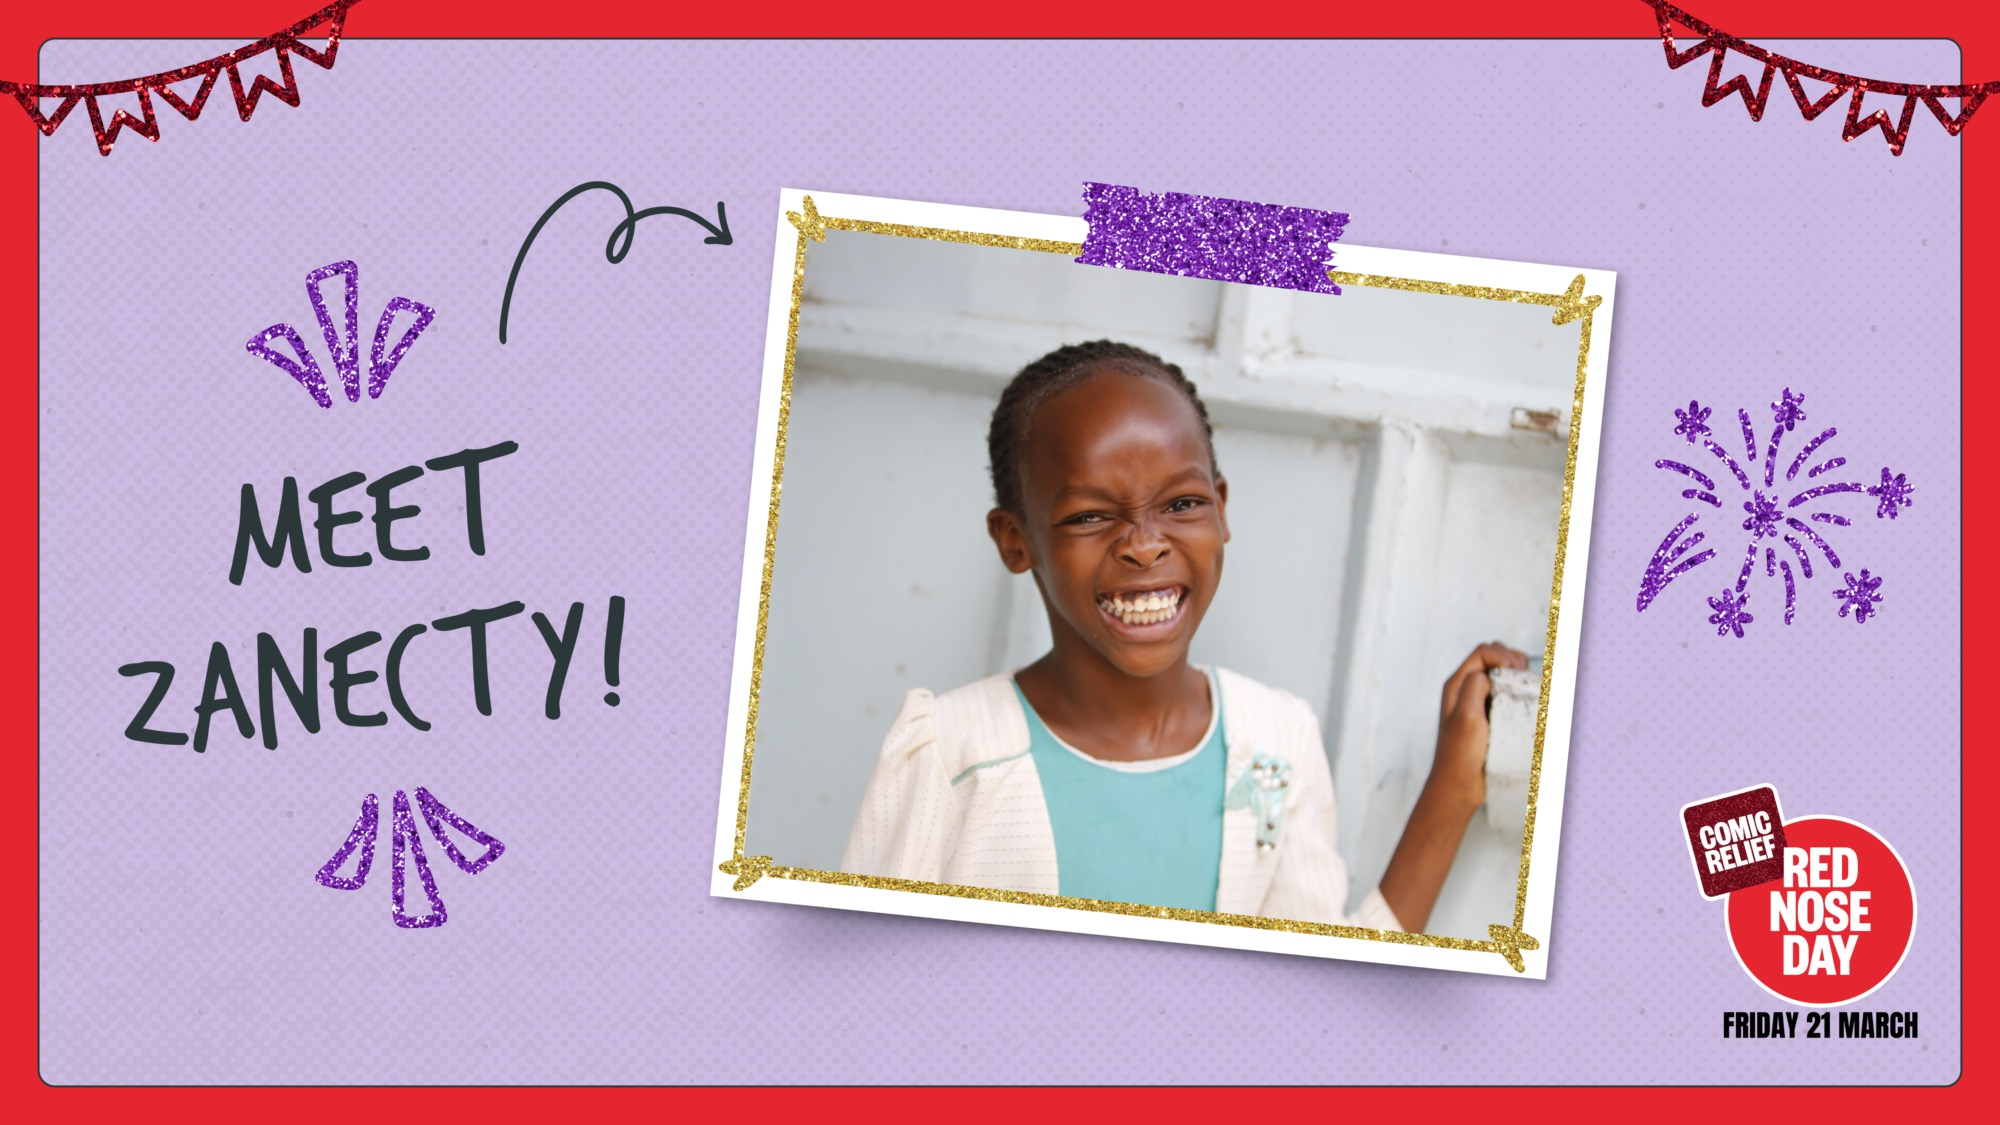 MEET
ZANECTY!
COMIC
RELIEF
RED
NOSE
DAY
FRIDAY 21 MARCH